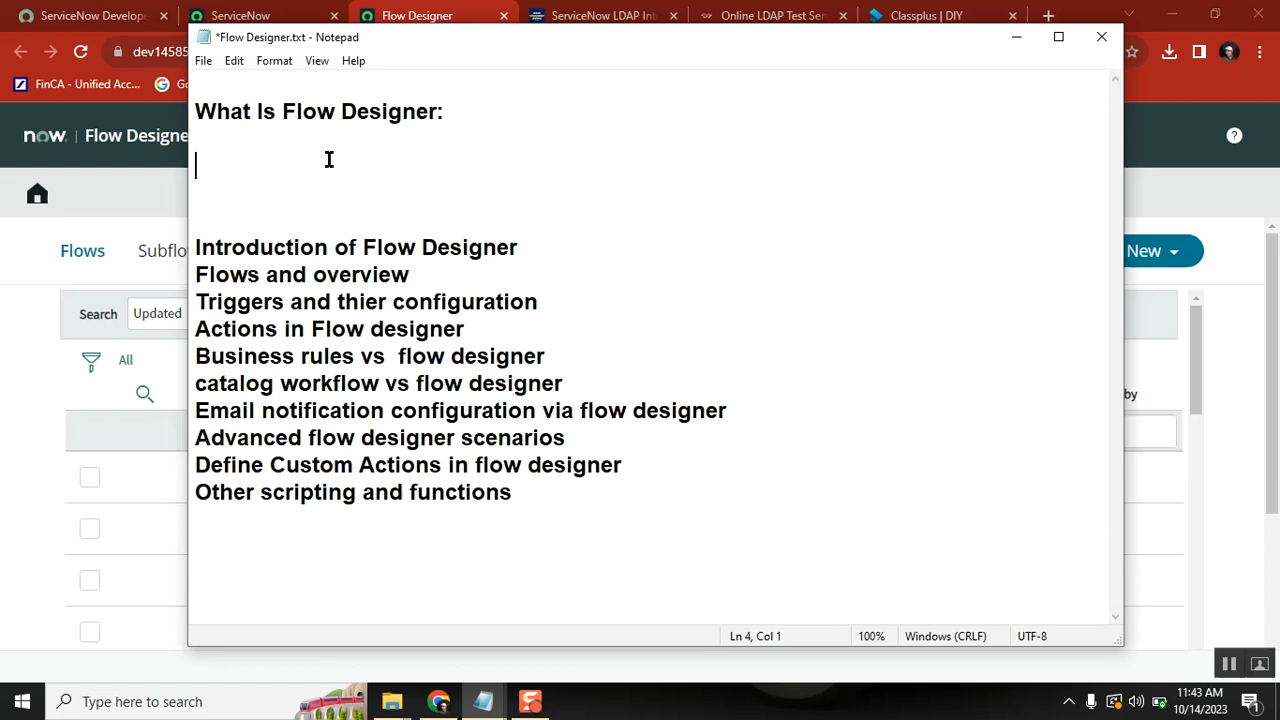 ServiceNow Develope
ServiceNow
Flow Designer
ServiceNow LDAP Int
Online LDAP Test Ser
Classplus | DIY
dev14585
*Flow Designer.txt - Notepad
File Edit Format View Help
FinCA - Unified Acc...
now. | Flow Designe
What Is Flow Designer:
Flows
Subflo
New
Search
Updated
All
by
Introduction of Flow Designer
Flows and overview
Triggers and thier configuration
Actions in Flow designer
Business rules vs flow designer
catalog workflow vs flow designer
Email notification configuration via flow designer
Advanced flow designer scenarios
Define Custom Actions in flow designer
Other scripting and functions
Ln 4, Col 1
100%
Windows (CRLF)
UTF-8
Type here to search
11:43 AM
10/14/2023